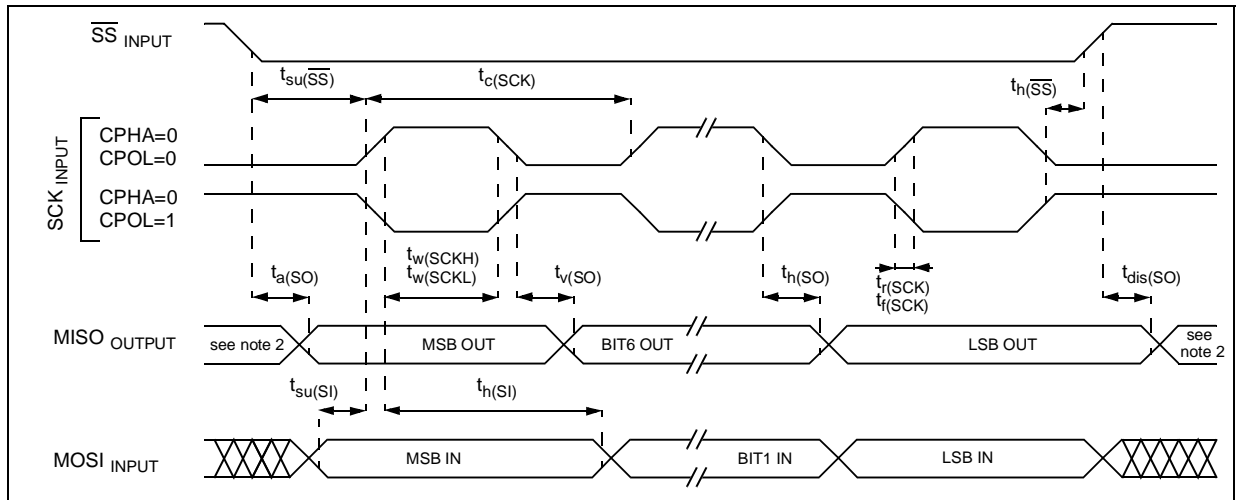 SS INPUT
tsu(SS)
tc(SCK)
th(SS)
SCK INPUT
CPHA=0
CPOL=0
CPHA=0
CPOL=1
ta(SO)
tw(SCKH)
tw(SCKL)
tv(SO)
th(SO)
tr(SCK)
tf(SCK)
tdis(SO)
MISO OUTPUT
see note 2
MSB OUT
BIT6 OUT
LSB OUT
see
note 2
tsu(SI)
th(SI)
MOSI INPUT
MSB IN
BIT1 IN
LSB IN